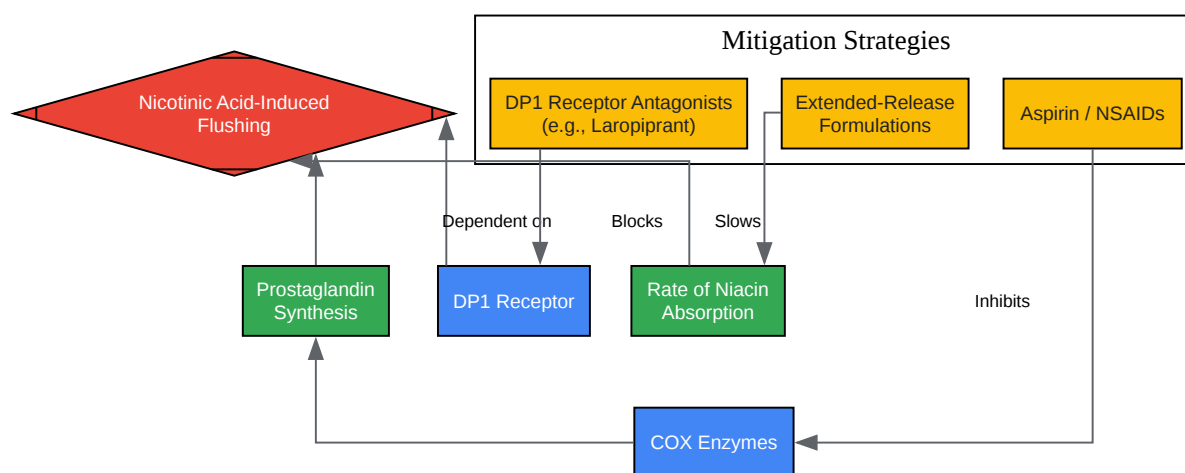 Mitigation Strategies
Nicotinic Acid-Induced
Flushing
DP1 Receptor Antagonists
(e.g., Laropiprant)
Extended-Release
Formulations
Aspirin / NSAIDs
Dependent on
Blocks
Slows
Prostaglandin
Synthesis
DP1 Receptor
Rate of Niacin
Absorption
Inhibits
COX Enzymes